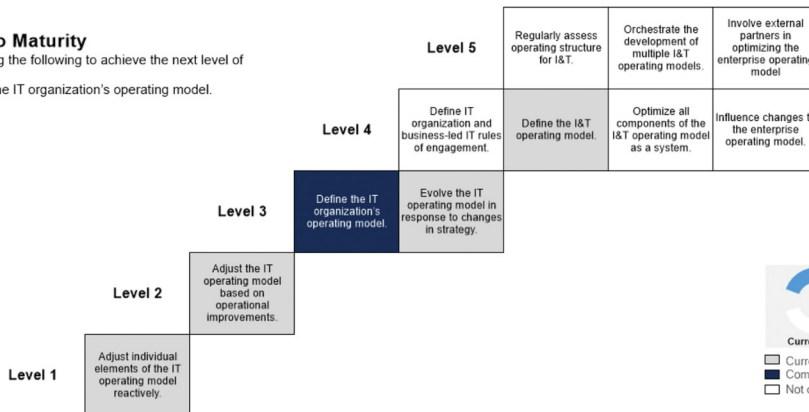 o Maturity
g the following to achieve the next level of
e IT organization's operating model.
Level 5
Regularly assess
operating structure
for I&T.
Orchestrate the
development of
multiple I&T
operating models.
Involve external
partners in
optimizing the
enterprise operating
model
Level 4
Define IT
organization and
business-led IT rules
of engagement.
Define the I&T
operating model.
Optimize all
components of the
I&T operating model
as a system.
Influence changes t
the enterprise
operating model.
Level 3
Define the IT
organization's
operating model.
Evolve the IT
operating model in
response to changes
in strategy.
Level 2
Adjust the IT
operating model
based on
operational
improvements.
Level 1
Adjust individual
elements of the IT
operating model
reactively.
Curre
Curre
Com
Not c